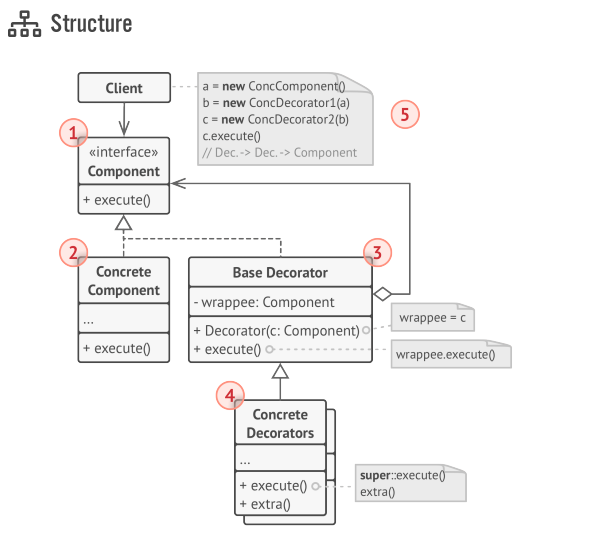 Structure
Client
a = new ConcComponent()
b = new ConcDecorator1(a)
c = new ConcDecorator2(b)
c.execute()
// Dec. -> Dec. -> Component
5
1
«interface»
Component
+ execute()
2
Concrete
Component
...
+ execute()
3
Base Decorator
- wrappee: Component
+ Decorator(c: Component)
+ execute()
wrappee = c
wrappee.execute()
4
Concrete
Decorators
...
+ execute()
+ extra()
super::execute()
extra()